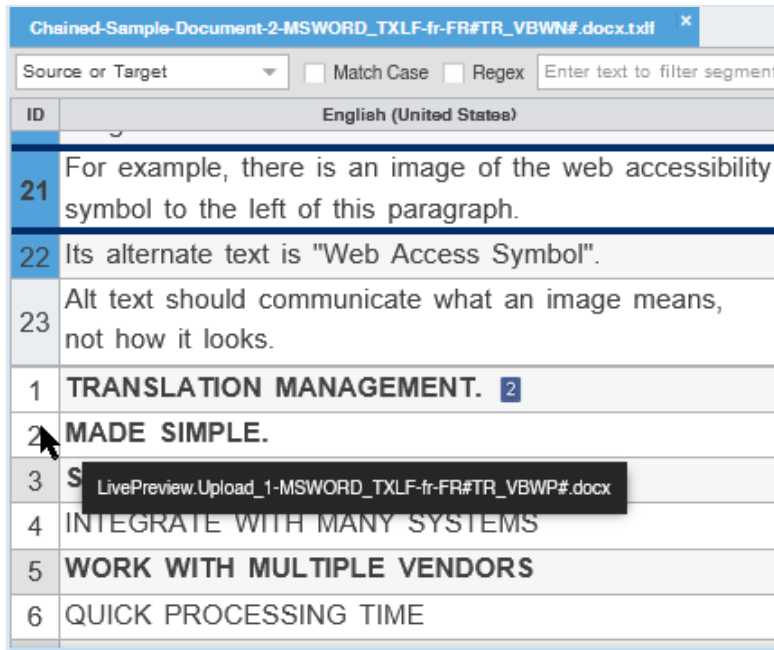 Chained-Sample-Document-2-MSWORD_TXLF-fr-FR#TR_VBWN#.docx.txlf ×
Source or Target Match Case Regex Enter text to filter segment
ID English (United States)
21 For example, there is an image of the web accessibility
symbol to the left of this paragraph.
22 Its alternate text is "Web Access Symbol".
23 Alt text should communicate what an image means,
not how it looks.
1 TRANSLATION MANAGEMENT. 2
2 MADE SIMPLE.
3 S
LivePreview.Upload_1-MSWORD_TXLF-fr-FR#TR_VBWP#.docx
4 INTEGRATE WITH MANY SYSTEMS
5 WORK WITH MULTIPLE VENDORS
6 QUICK PROCESSING TIME